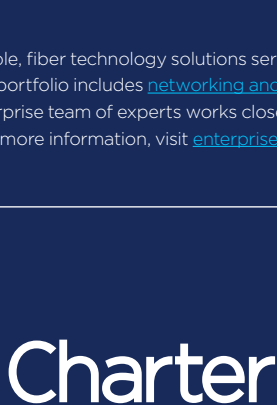 ble, fiber technology solutions ser
portfolio includes networking and
rprise team of experts works close
more information, visit enterprise
Charter